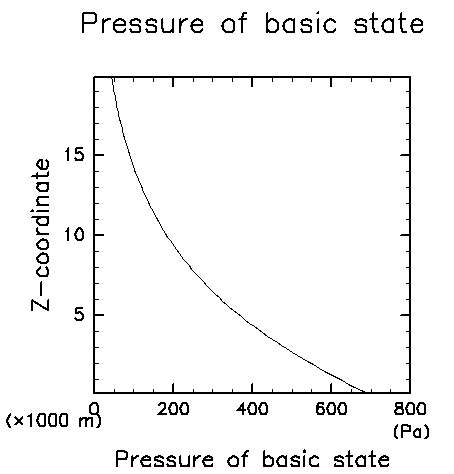 Pressure of basic state
Z-coordinate
15
10
5
0 200 400 600 800
(×1000 m)
(Pa)
Pressure of basic state